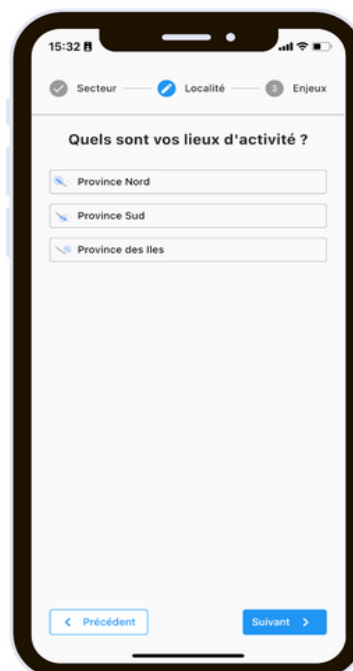 15:32
Secteur Localité 3 Enjeux
Quels sont vos lieux d'activité ?
Province Nord
Province Sud
Province des Iles
Précédent Suivant